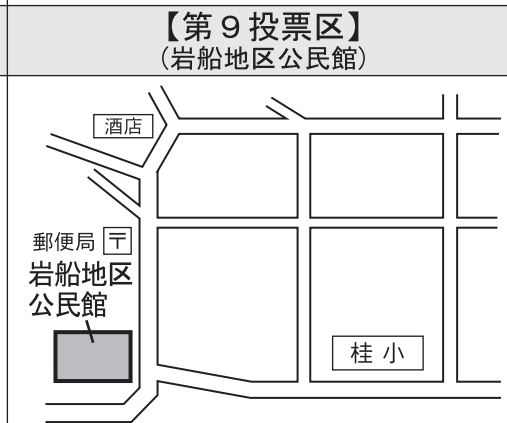 【第９投票区】
（岩船地区公民館）
酒店
郵便局 〒
岩船地区
公民館
桂 小